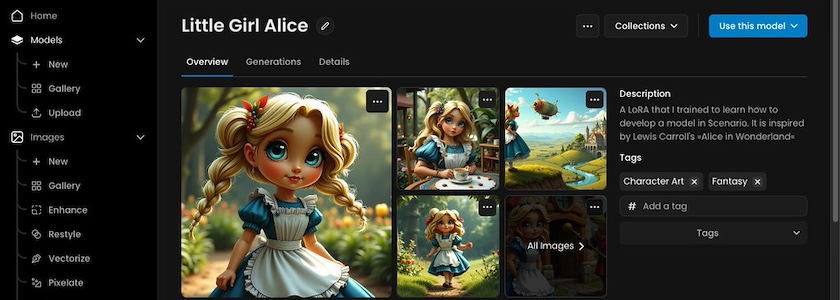 Home
Models
New
Gallery
Upload
Images
New
Gallery
Enhance
Restyle
Vectorize
Pixelate
Little Girl Alice
Collections
Use this model
Overview
Generations
Details
All Images
Description
A LoRA that I trained to learn how to
develop a model in Scenario. It is inspired
by Lewis Carroll's »Alice in Wonderland«
Tags
Character Art
Fantasy
# Add a tag
Tags